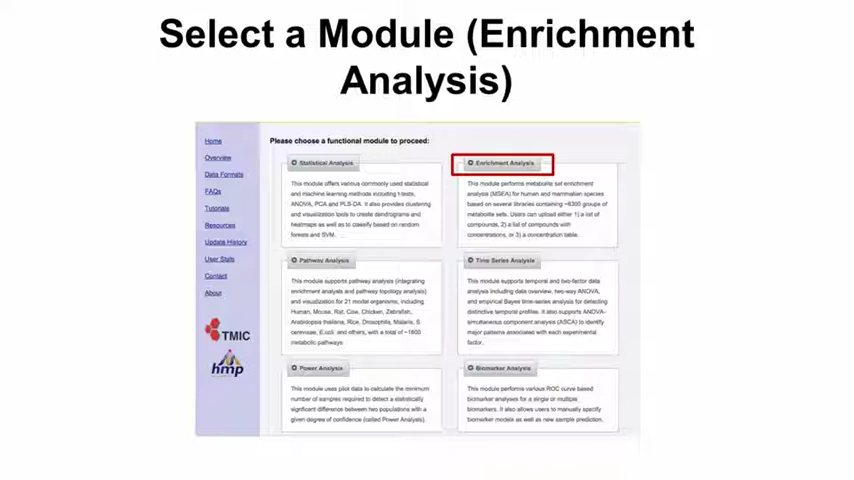 Select a Module (Enrichment
Analysis)
Please choose a functional module to proceed:
Home
Overview
Data Formats
FAQs
Tutorials
Resources
Update History
User Stats
Contact
About
TMIC
hmp
Statistical Analysis
This module offers various commonly used statistical
and machine learning methods including t-tests,
ANOVA, PCA and PLS-DA. It also provides clustering
and visualization tools to create dendrograms and
heatmaps as well as to classify based on random
forests and SVM.
Enrichment Analysis
This module performs metabolite set enrichment
analysis (MSEA) for human and mammalian species
based on several libraries containing ~6300 groups of
metabolite sets. Users can upload either 1) a list of
compounds, 2) a list of compounds with
concentrations, or 3) a concentration table.
Pathway Analysis
This module supports pathway analysis (integrating
enrichment analysis and pathway topology analysis)
and visualization for 21 model organisms, including
Human, Mouse, Rat, Cow, Chicken, Zebrafish,
Arabidopsis thaliana, Rice, Drosophila, Malaria, S.
cerevisae, E.coli and others, with a total of ~1600
metabolic pathways.
Time Series Analysis
This module supports temporal and two-factor data
analysis including data overview, two-way ANOVA,
and empirical Bayes time-series analysis for detecting
distinctive temporal profiles. It also supports ANOVA-
simultaneous component analysis (ASCA) to identify
major patterns associated with each experimental
factor.
Power Analysis
This module uses pilot data to calculate the minimum
number of samples required to detect a statistically
significant difference between two populations with a
given degree of confidence (called Power Analysis).
Biomarker Analysis
This module performs various ROC curve based
biomarker analyses for a single or multiple
biomarkers. It also allows users to manually specify
biomarker models as well as new sample prediction.